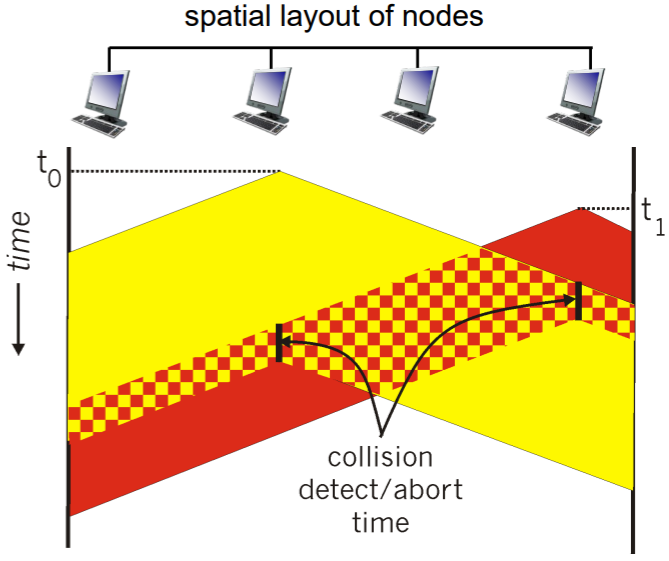 spatial layout of nodes
t0
t1
time
collision
detect/abort
time